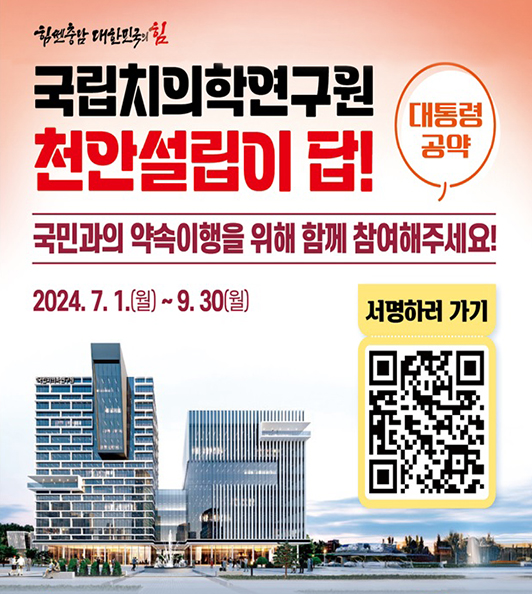 힘쎈충남 대한민국의 힘
국립치의학연구원
천안설립이 답!
대통령
공약
국민과의 약속이행을 위해 함께 참여해주세요!
2024. 7. 1.(월) ~ 9. 30(월)
서명하러 가기